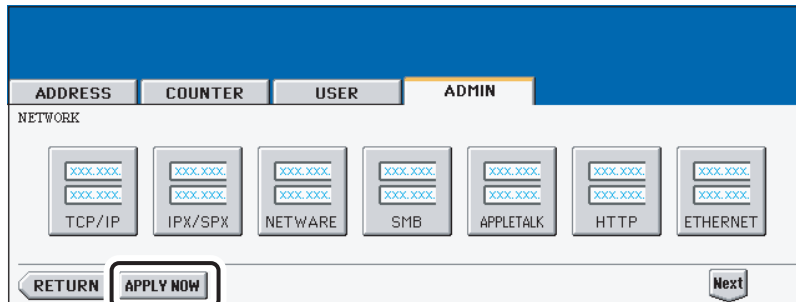 ADDRESS COUNTER USER ADMIN
NETWORK
XXX.XXX. XXX.XXX. XXX.XXX. XXX.XXX. XXX.XXX. XXX.XXX. XXX.XXX.
XXX.XXX. XXX.XXX. XXX.XXX. XXX.XXX. XXX.XXX. XXX.XXX. XXX.XXX.
TCP/IP IPX/SPX NETWARE SMB APPLETALK HTTP ETHERNET
RETURN APPLY NOW Next